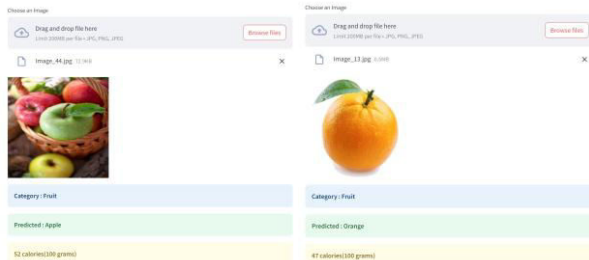 Choose an Image
Drag and drop file here
Limit 200MB per file • JPG, PNG, JPEG
Browse files
Image_44.jpg
Category : Fruit
Predicted : Apple
52 calories(100 grams)
Choose an Image
Drag and drop file here
Limit 200MB per file • JPG, PNG, JPEG
Browse files
Image_13.jpg
Category : Fruit
Predicted : Orange
47 calories(100 grams)